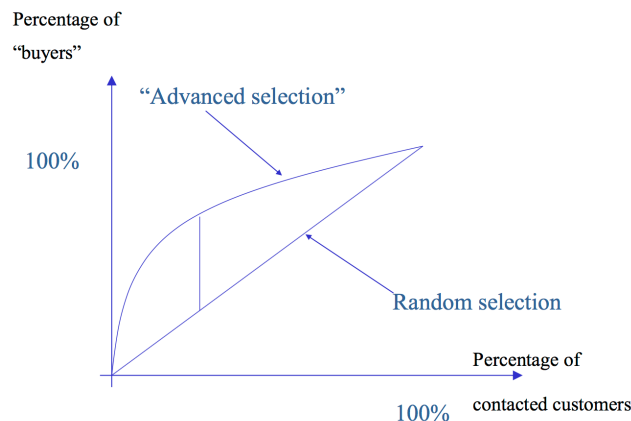 Percentage of
“buyers”
“Advanced selection”
100%
Random selection
Percentage of
contacted customers
100%